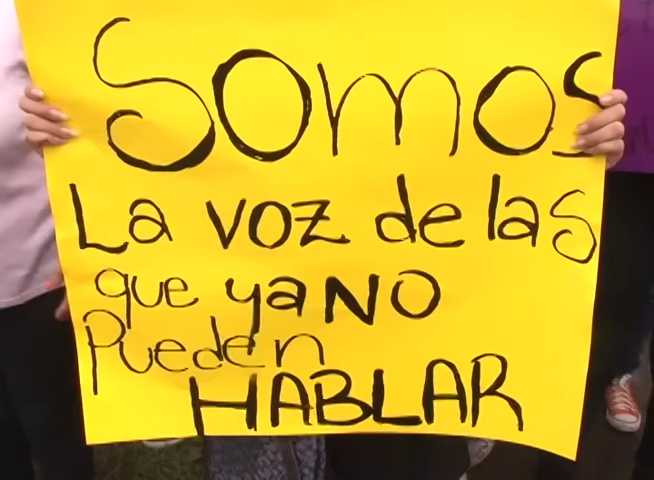 Somos
La voz de las
que ya NO
Pueden
HABLAR